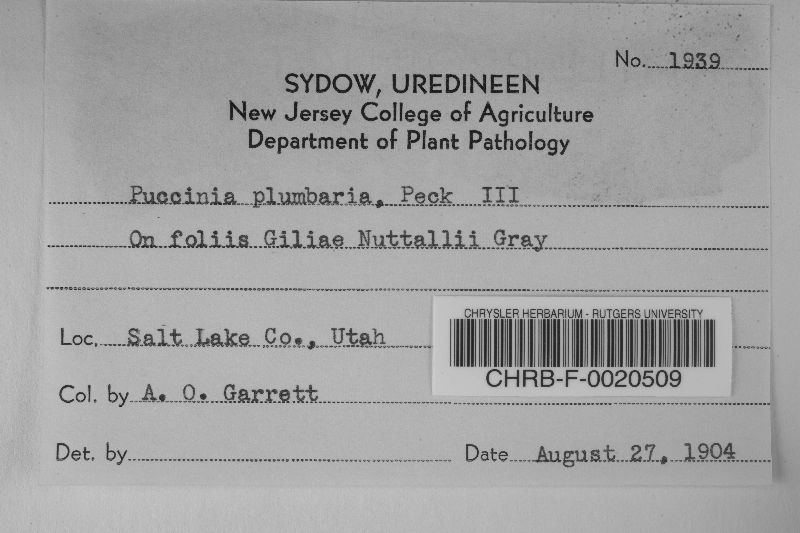 No. 1939
SYDOW, UREDINEEN
New Jersey College of Agriculture
Department of Plant Pathology
Puccinia plumbaria, Peck III
On foliis Giliae Nuttallii Gray
Loc. Salt Lake Co., Utah
CHRYSLER HERBARIUM - RUTGERS UNIVERSITY
CHRB-F-0020509
Col. by A. O. Garrett
Det. by
Date August 27, 1904